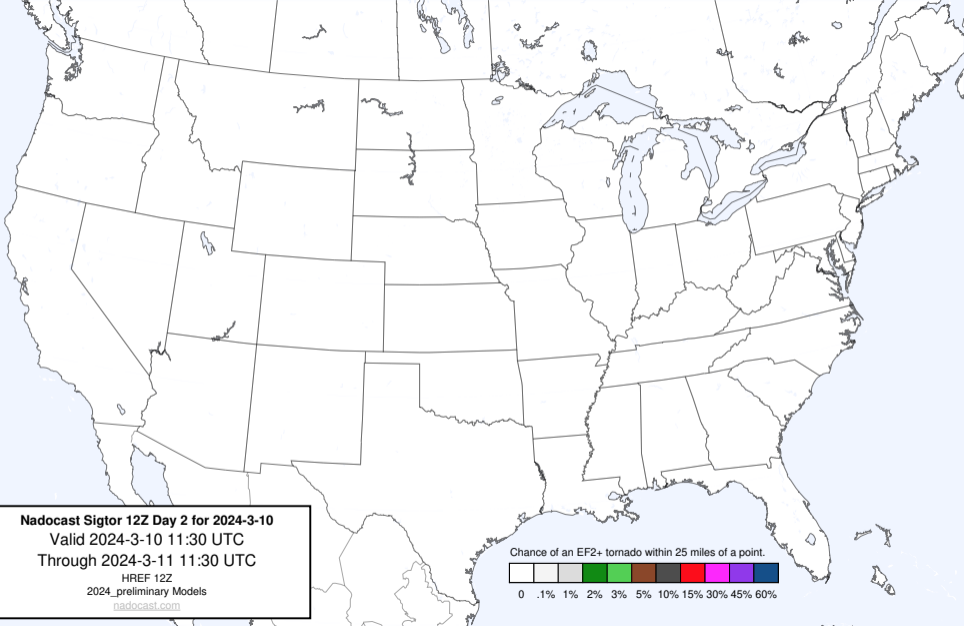 Nadocast Sigtor 12Z Day 2 for 2024-3-10
Valid 2024-3-10 11:30 UTC
Through 2024-3-11 11:30 UTC
HREF 12Z
2024_preliminary Models
nadocast.com
Chance of an EF2+ tornado within 25 miles of a point.
0 .1% 1% 2% 3% 5% 10% 15% 30% 45% 60%